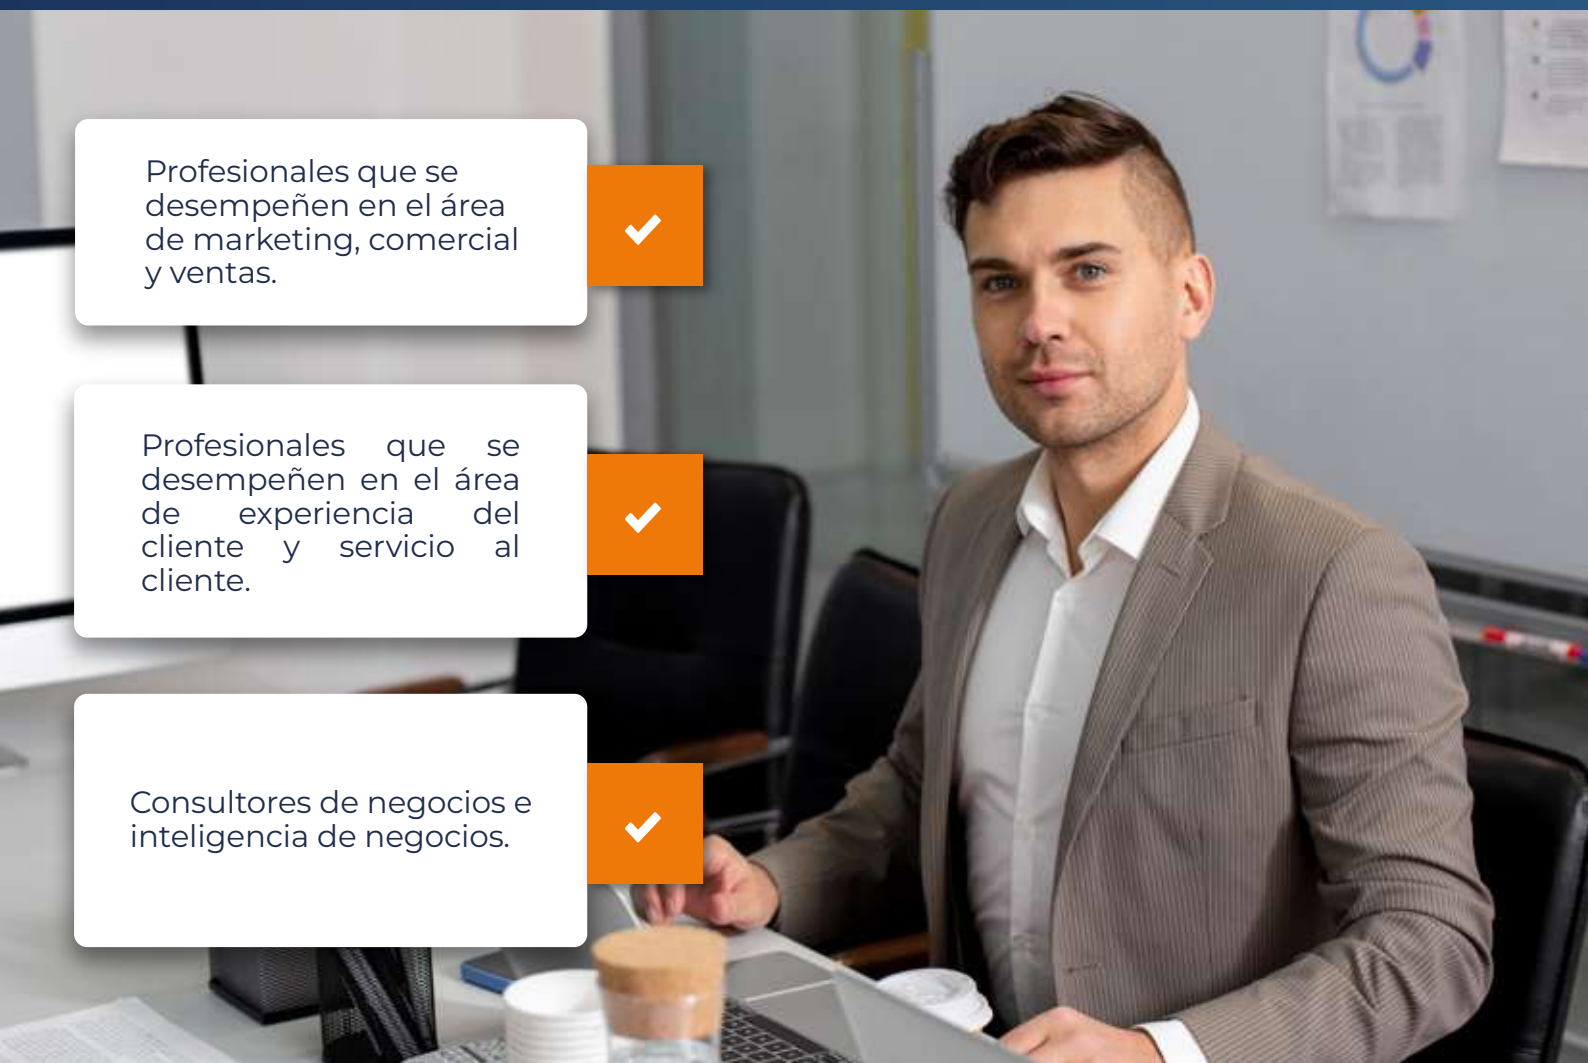 Profesionales que se
desempeñen en el área
de marketing, comercial
y ventas.
Profesionales que se
desempeñen en el área
de experiencia del
cliente y servicio al
cliente.
Consultores de negocios e
inteligencia de negocios.